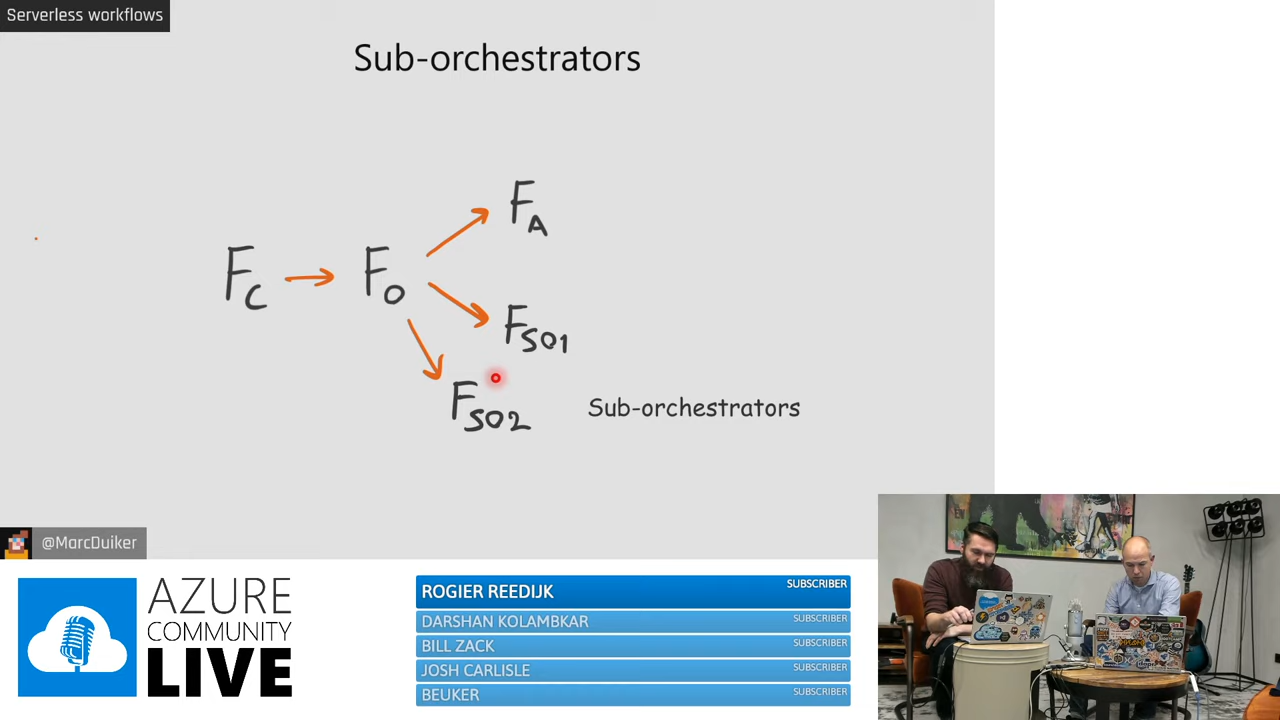 Serverless workflows
Sub-orchestrators
FA
FC → FO
FSO1
FSO2
Sub-orchestrators
@MarcDuiker
AZURE
COMMUNITY
LIVE
ROGIER REEDIJK SUBSCRIBER
DARSHAN KOLAMBKAR SUBSCRIBER
BILL ZACK SUBSCRIBER
JOSH CARLISLE SUBSCRIBER
BEUKER SUBSCRIBER